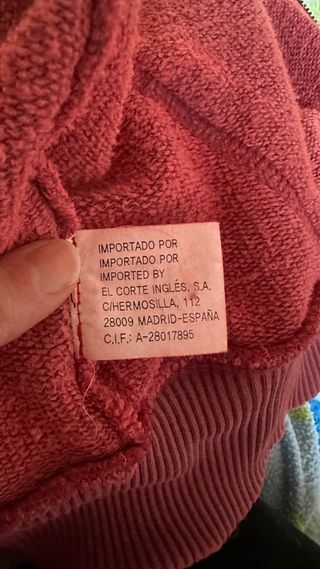 IMPORTADO POR
IMPORTADO POR
IMPORTED BY
EL CORTE INGLÉS, S.A.
C/HERMOSILLA, 112
28009 MADRID-ESPAÑA
C.I.F.: A-28017895